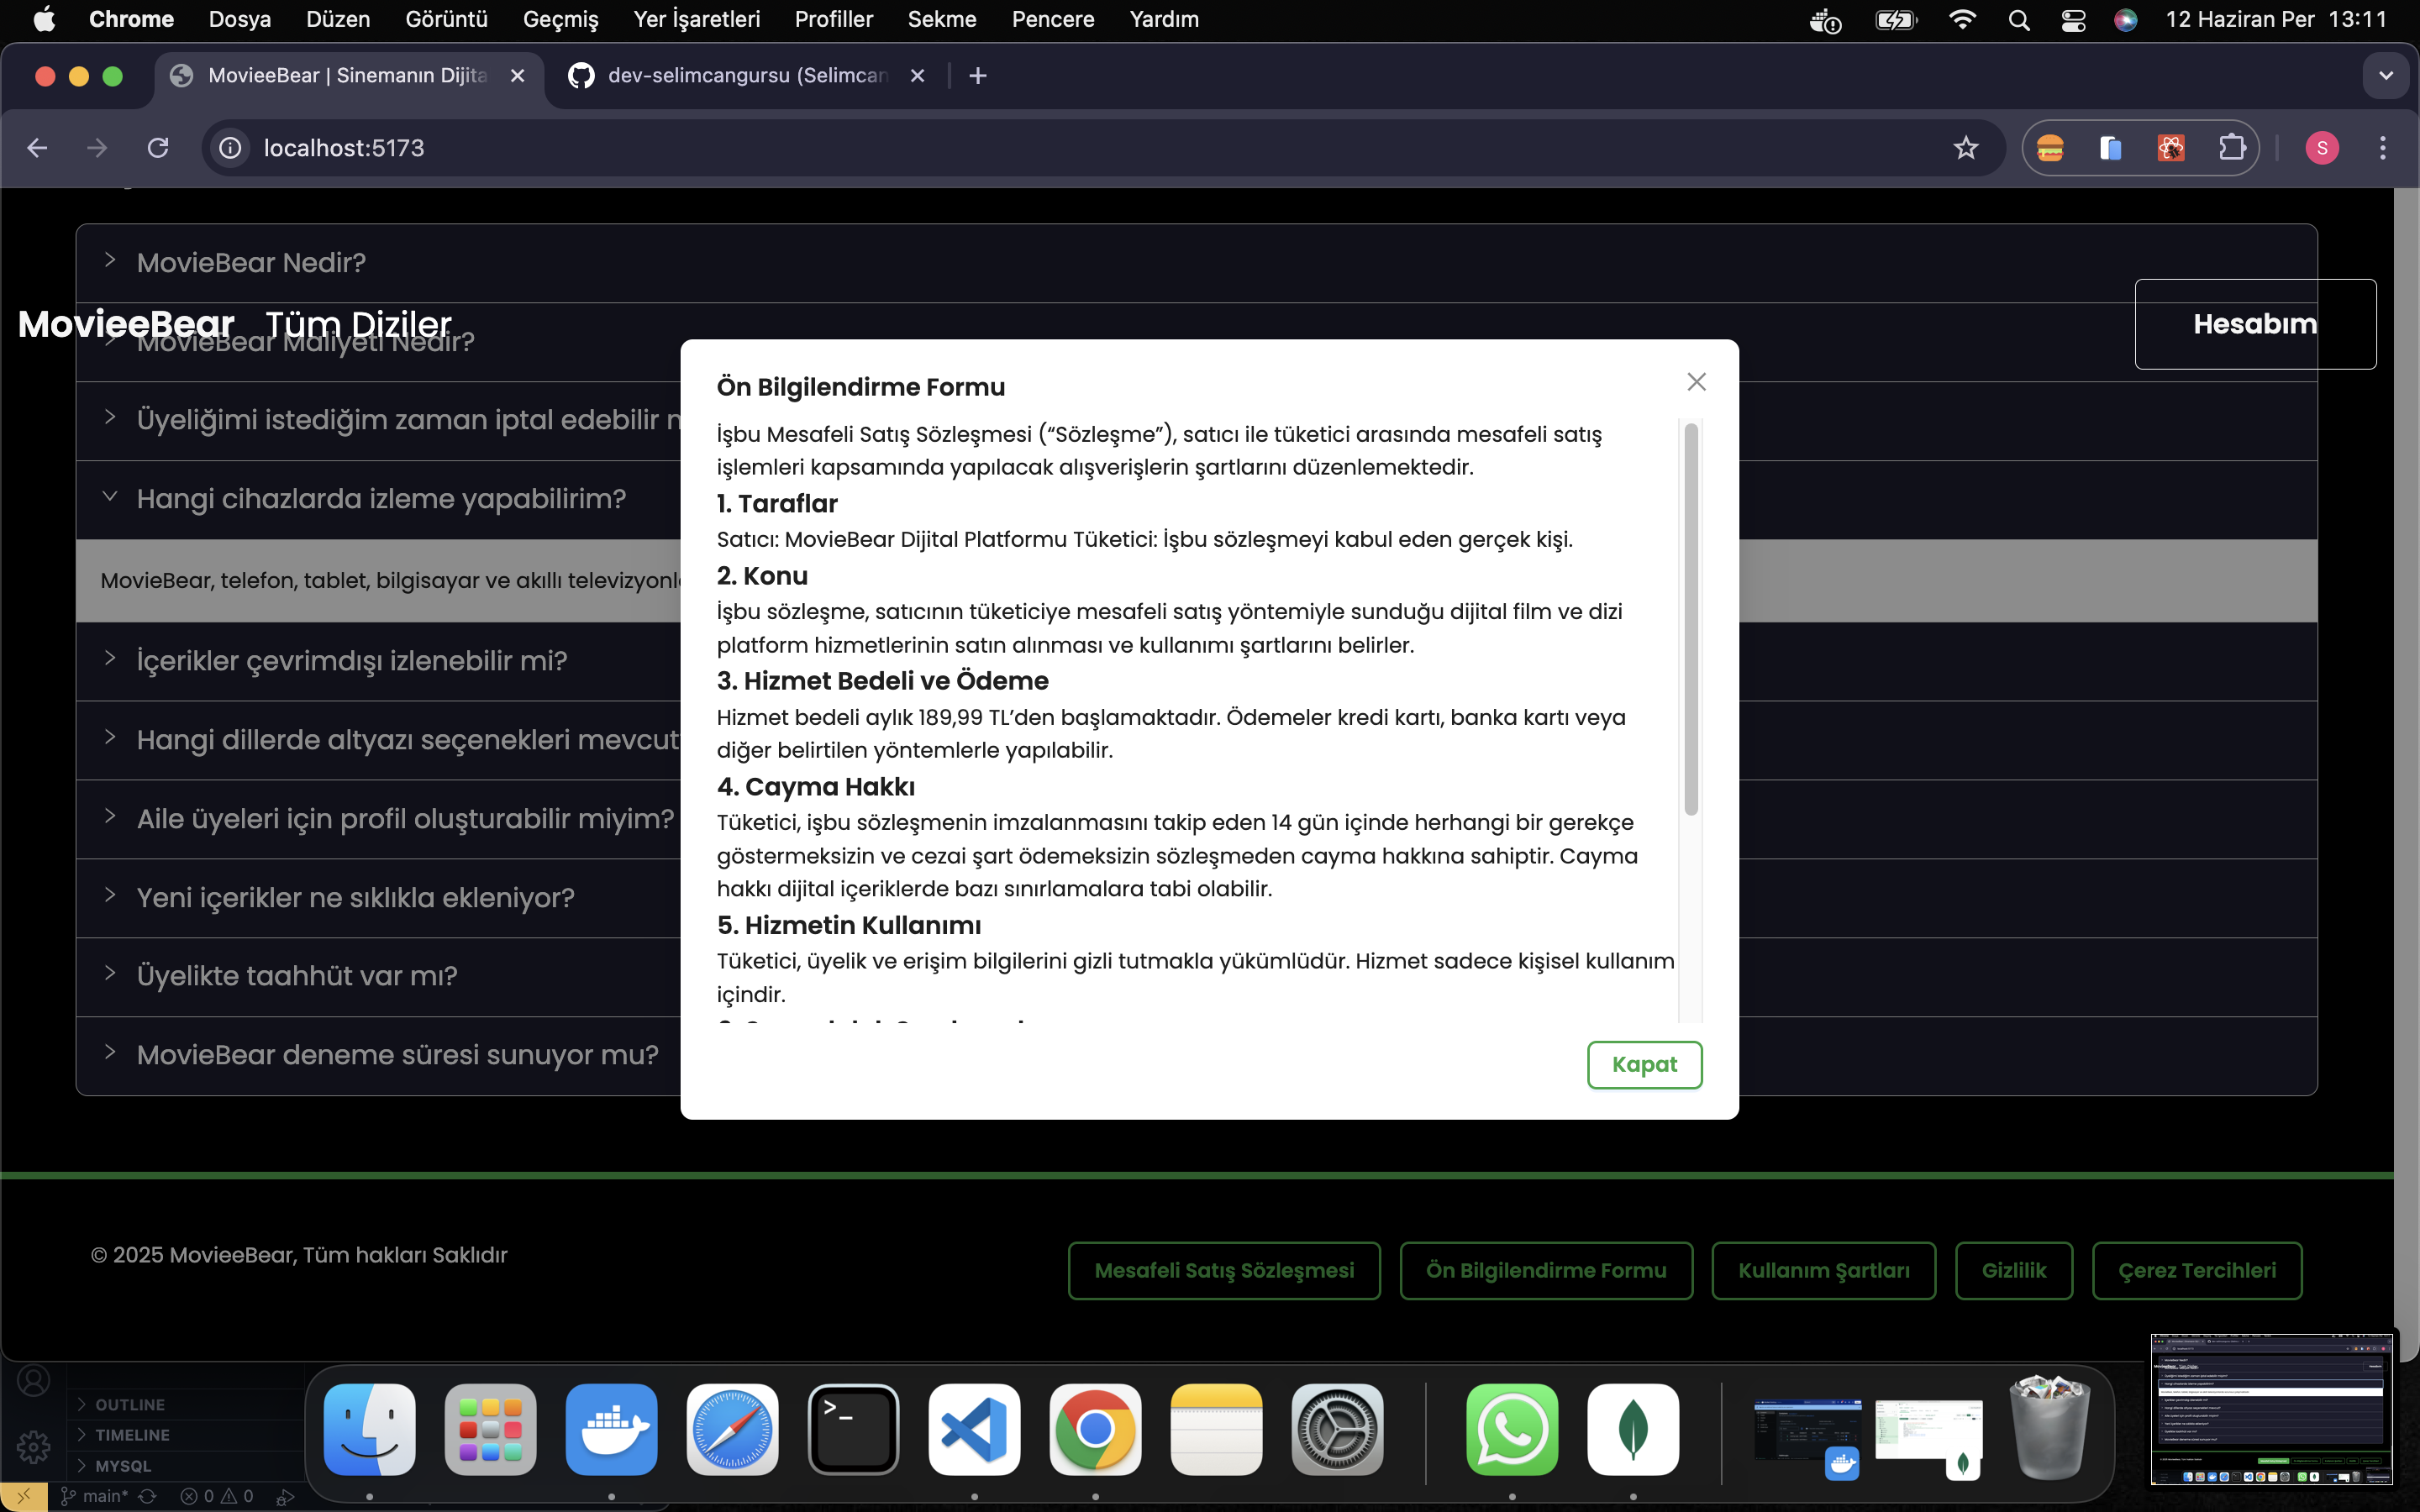 Chrome Dosya Düzen Görüntü Geçmiş Yer İşaretleri Profiller Sekme Pencere Yardım 12 Haziran Per 13:11
MovieeBear | Sinemanın Dijita
dev-selimcangursu (Selimcan
localhost:5173
S
MovieBear Nedir?
MovieeBear Tüm Diziler Hesabım
MovieBear Maliyeti Nedir?
Üyeliğimi istediğim zaman iptal edebilir m
Hangi cihazlarda izleme yapabilirim?
MovieBear, telefon, tablet, bilgisayar ve akıllı televizyonl
İçerikler çevrimdışı izlenebilir mi?
Hangi dillerde altyazı seçenekleri mevcut
Aile üyeleri için profil oluşturabilir miyim?
Yeni içerikler ne sıklıkla ekleniyor?
Üyelikte taahhüt var mı?
MovieBear deneme süresi sunuyor mu?
Ön Bilgilendirme Formu
İşbu Mesafeli Satış Sözleşmesi (“Sözleşme”), satıcı ile tüketici arasında mesafeli satış
işlemleri kapsamında yapılacak alışverişlerin şartlarını düzenlemektedir.
1. Taraflar
Satıcı: MovieBear Dijital Platformu Tüketici: İşbu sözleşmeyi kabul eden gerçek kişi.
2. Konu
İşbu sözleşme, satıcının tüketiciye mesafeli satış yöntemiyle sunduğu dijital film ve dizi
platform hizmetlerinin satın alınması ve kullanımı şartlarını belirler.
3. Hizmet Bedeli ve Ödeme
Hizmet bedeli aylık 189,99 TL’den başlamaktadır. Ödemeler kredi kartı, banka kartı veya
diğer belirtilen yöntemlerle yapılabilir.
4. Cayma Hakkı
Tüketici, işbu sözleşmenin imzalanmasını takip eden 14 gün içinde herhangi bir gerekçe
göstermeksizin ve cezai şart ödemeksizin sözleşmeden cayma hakkına sahiptir. Cayma
hakkı dijital içeriklerde bazı sınırlamalara tabi olabilir.
5. Hizmetin Kullanımı
Tüketici, üyelik ve erişim bilgilerini gizli tutmakla yükümlüdür. Hizmet sadece kişisel kullanım
içindir.
Kapat
© 2025 MovieeBear, Tüm hakları Saklıdır
Mesafeli Satış Sözleşmesi Ön Bilgilendirme Formu Kullanım Şartları Gizlilik Çerez Tercihleri
OUTLINE
TIMELINE
MYSQL
main* 0 0